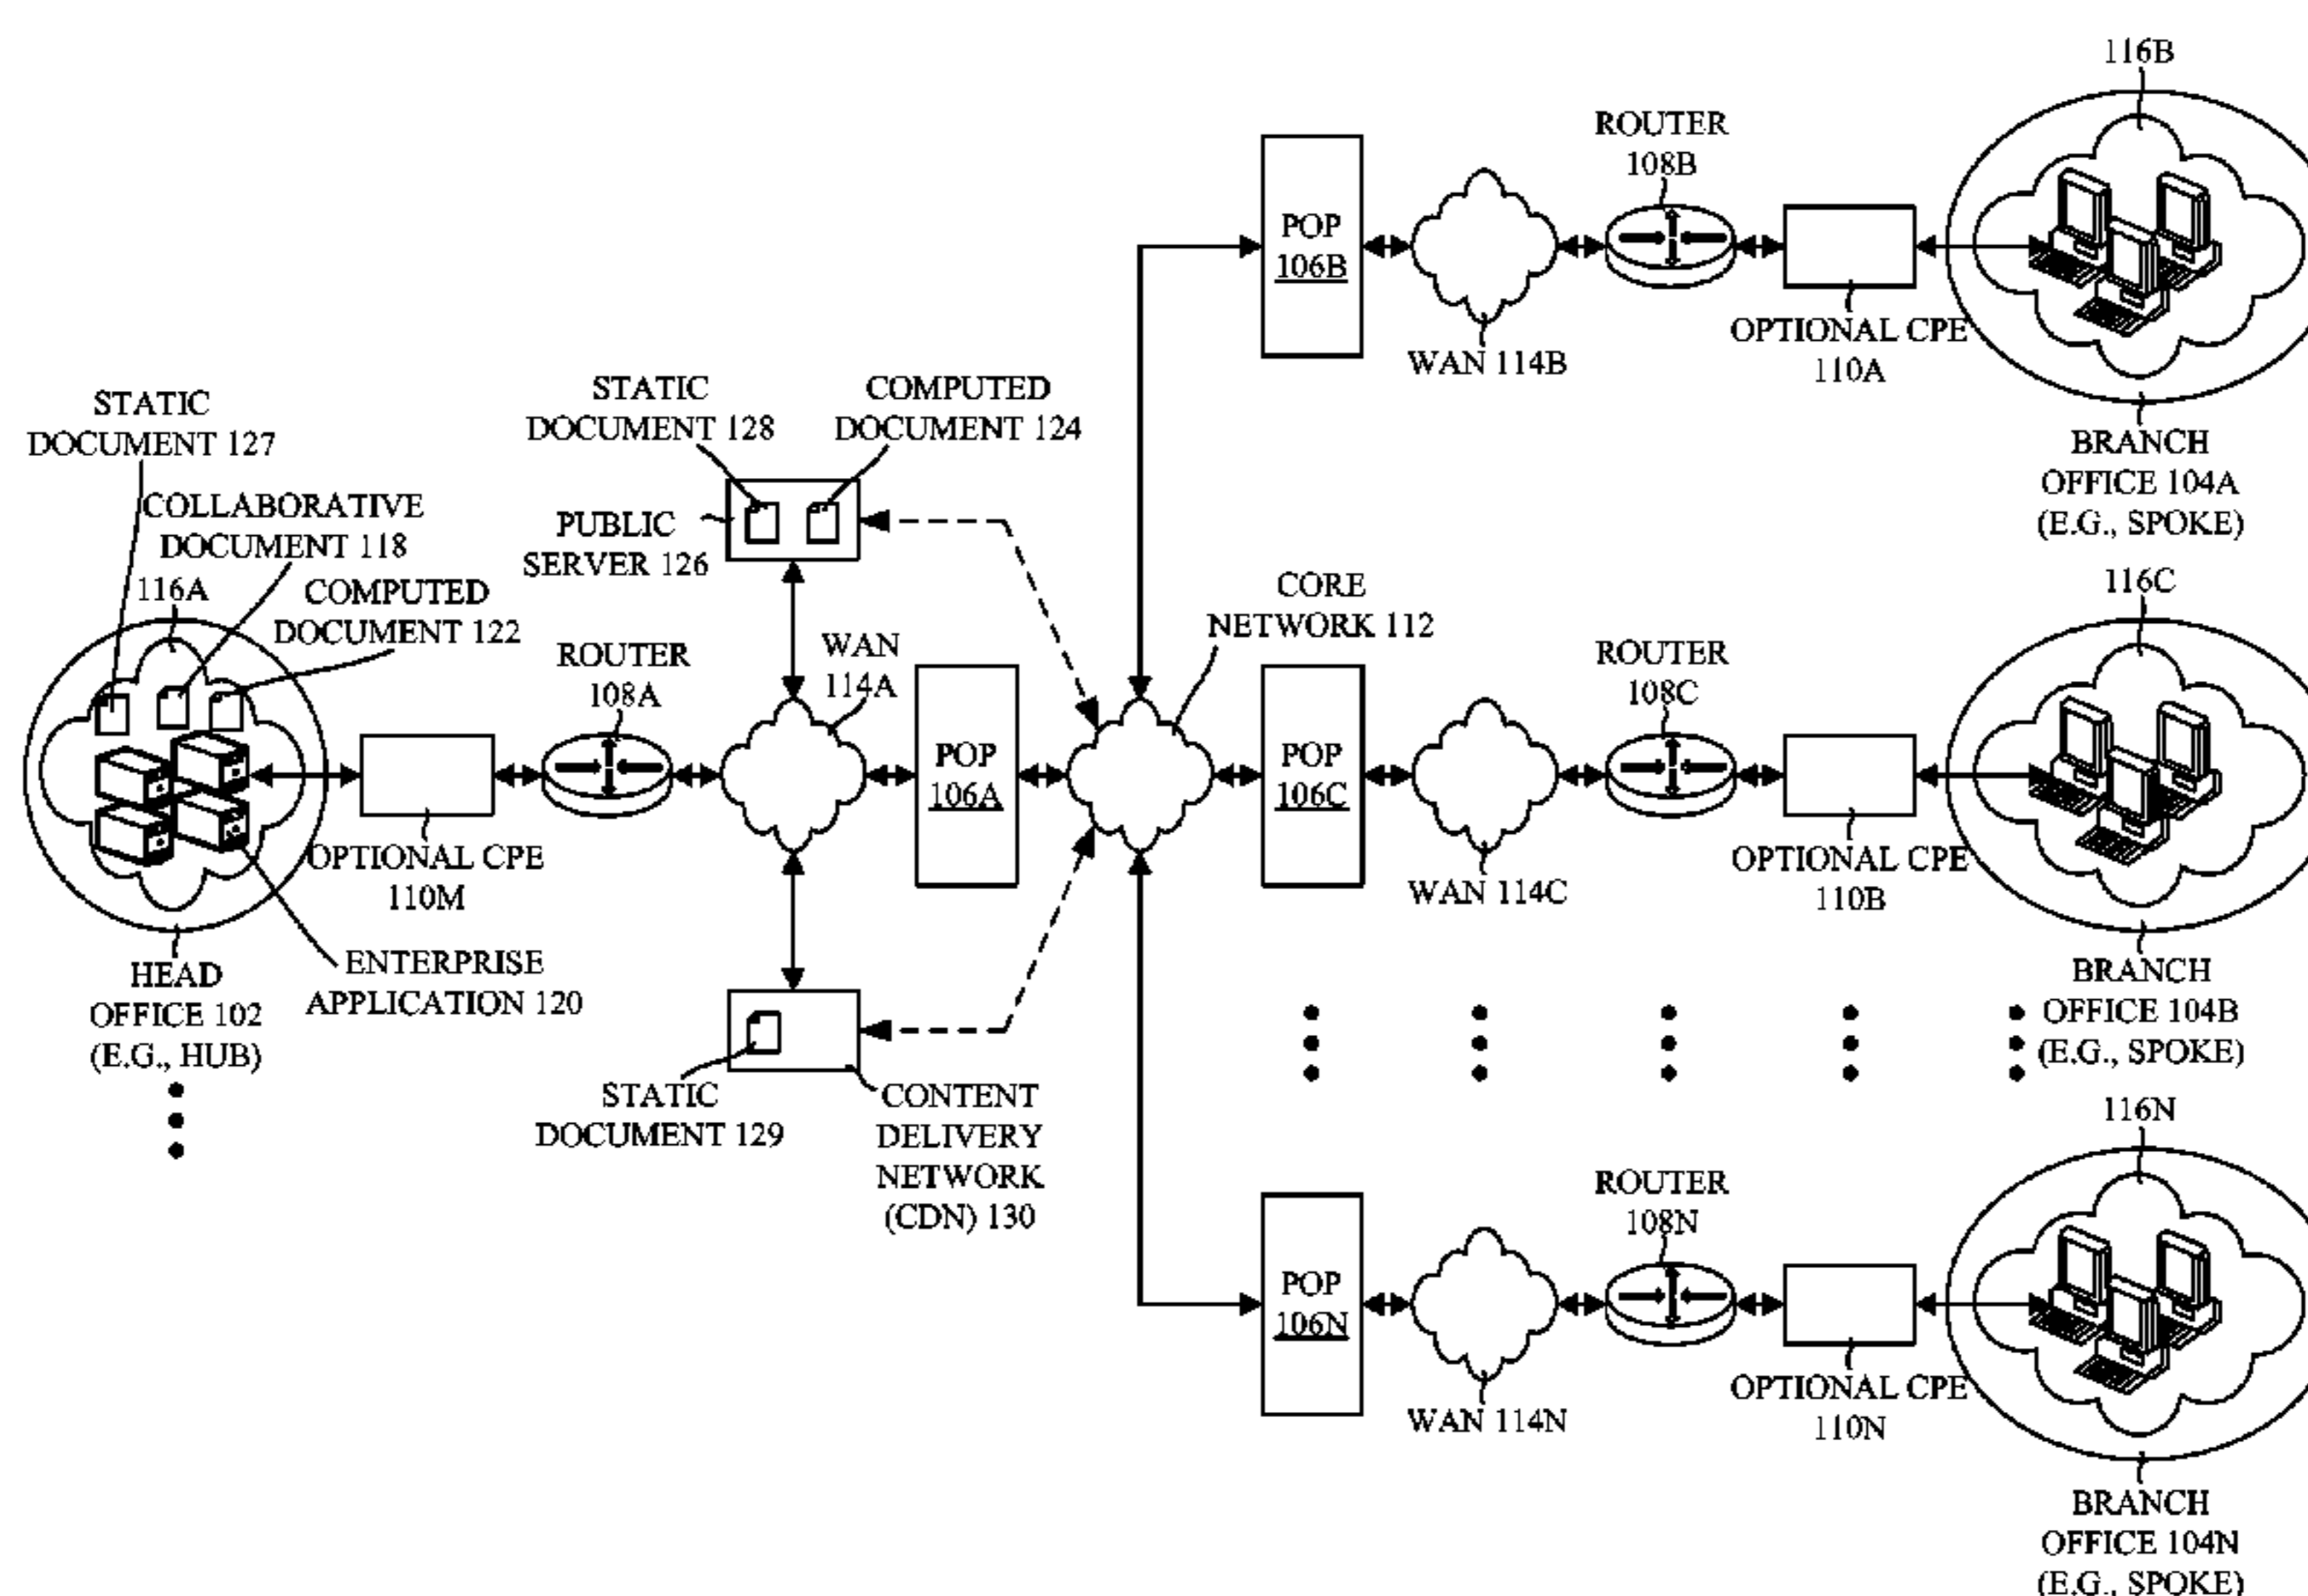 116B
ROUTER
108B
POP
106B
WAN 114B
OPTIONAL CPE
110A
BRANCH
OFFICE 104A
(E.G., SPOKE)
STATIC
DOCUMENT 127
COLLABORATIVE
DOCUMENT 118
116A
COMPUTED
DOCUMENT 122
STATIC
DOCUMENT 128
COMPUTED
DOCUMENT 124
PUBLIC
SERVER 126
ROUTER
108A
WAN
114A
POP
106A
CORE
NETWORK 112
OPTIONAL CPE
110M
HEAD
OFFICE 102
(E.G., HUB)
ENTERPRISE
APPLICATION 120
STATIC
DOCUMENT 129
CONTENT
DELIVERY
NETWORK
(CDN) 130
116C
ROUTER
108C
POP
106C
WAN 114C
OPTIONAL CPE
110B
BRANCH
OFFICE 104B
(E.G., SPOKE)
116N
ROUTER
108N
POP
106N
WAN 114N
OPTIONAL CPE
110N
BRANCH
OFFICE 104N
(E.G., SPOKE)